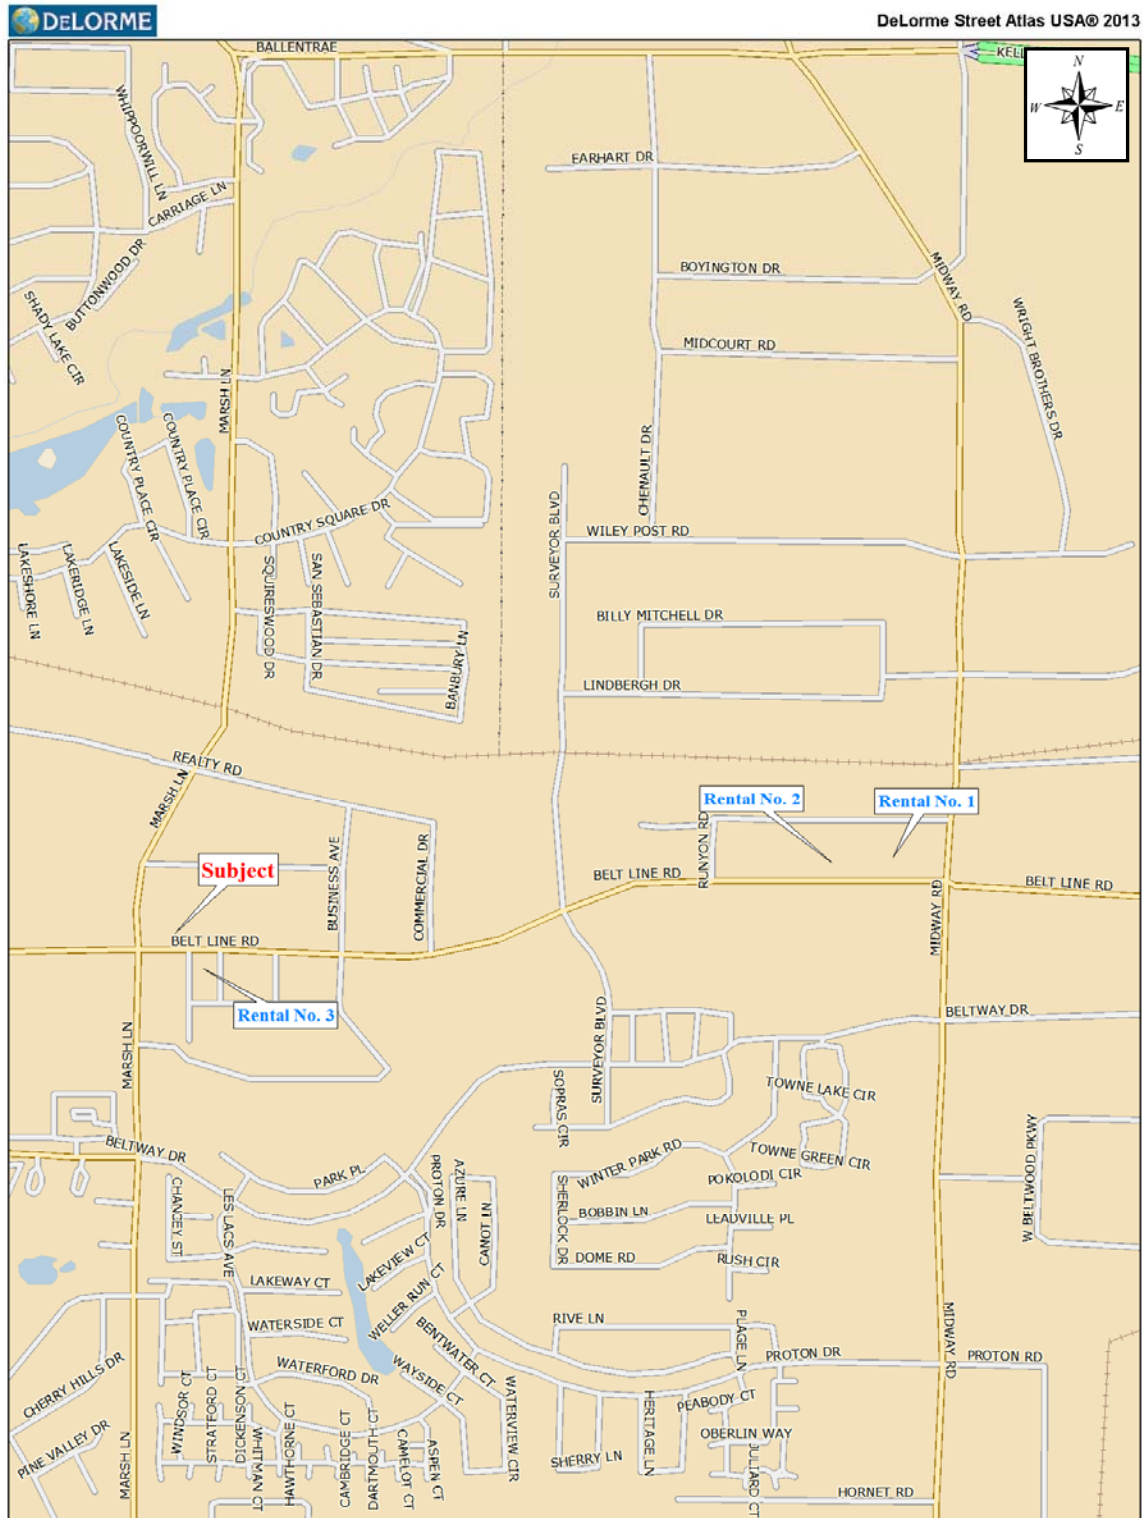 DELORME
DeLorme Street Atlas USA® 2013
BALLENTRAE
N
W
E
S
WHIPPOORWILL LN
EARHART DR
CARRIAGE LN
BUTTONWOOD DR
BOYINGTON DR
MIDWAY RD
SHADY LAKE CIR
WRIGHT BROTHERS DR
MIDCOURT RD
MARSH LN
COUNTRY PLACE CIR
COUNTRY PLACE CIR
CHENAULT DR
COUNTRY SQUARE DR
SURVEYOR BLVD
WILEY POST RD
LAKESHORE LN
LAKERIDGE LN
LAKESIDE LN
SQUIRESWOOD DR
SAN SEBASTIAN DR
BILLY MITCHELL DR
BANBURY LN
LINDBERGH DR
REALTY RD
MARSH LN
Rental No. 2
Rental No. 1
RUNYON RD
Subject
BUSINESS AVE
COMMERCIAL DR
BELT LINE RD
BELT LINE RD
MIDWAY RD
BELT LINE RD
Rental No. 3
MARSH LN
SURVEYOR BLVD
BELTWAY DR
SOPRAS CIR
TOWNE LAKE CIR
BELTWAY DR
PARK PL
PROTON DR
AZURE LN
CANOT LN
WINTER PARK RD
TOWNE GREEN CIR
POKOLODI CIR
W BELTWOOD PKWY
CHANCEY ST
LES LACS AVE
SHERLOCK DR
BOBBIN LN
LEADVILLE PL
LAKEVIEW CT
DOME RD
RUSH CIR
LAKEWAY CT
WELLER RUN CT
WATERSIDE CT
BENTWATER CT
RIVE LN
PLAGE LN
MIDWAY RD
PROTON DR
PROTON RD
CHERRY HILLS DR
WATERFORD DR
WAYSIDE CT
WATERVIEW CIR
WINDSOR CT
STRATFORD CT
DICKENSON CT
WHITMAN CT
HAWTHORNE CT
CAMBRIDGE CT
DARTMOUTH CT
CAMELOT CT
ASPEN CT
HERITAGE LN
PEABODY CT
OBERLIN WAY
PINE VALLEY DR
MARSH LN
SHERRY LN
JULIARD CT
HORNET RD